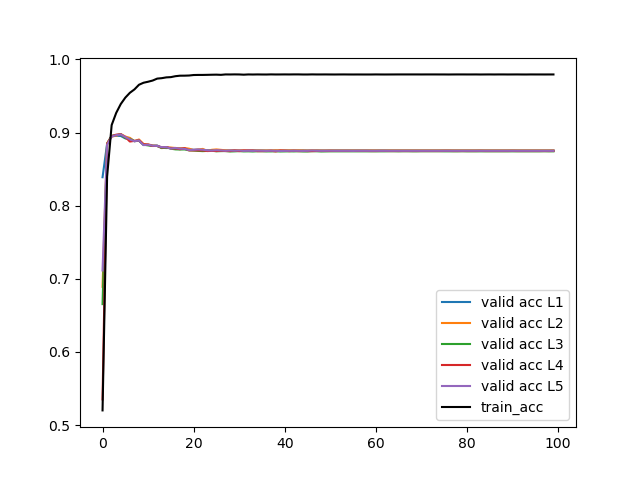 1.0
0.9
0.8
0.7
0.6
0.5
0 20 40 60 80 100
valid acc L1
valid acc L2
valid acc L3
valid acc L4
valid acc L5
train_acc